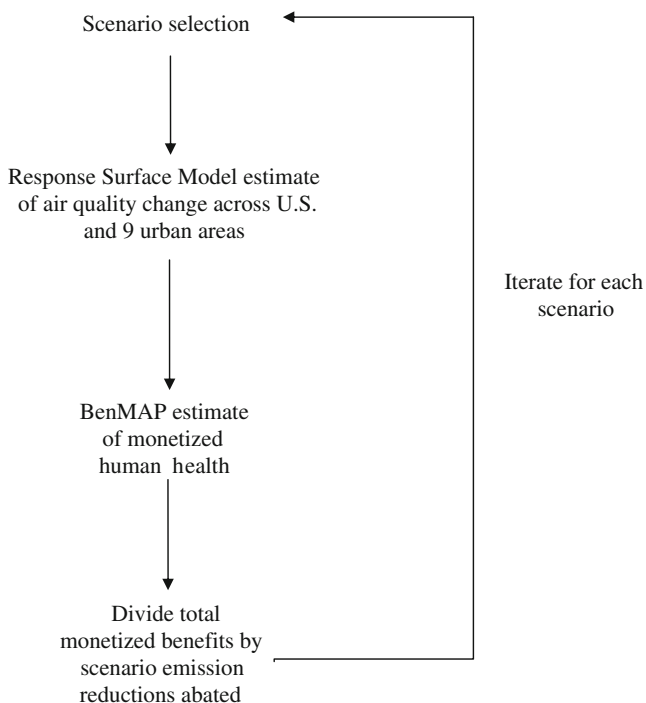 Scenario selection
Response Surface Model estimate
of air quality change across U.S.
and 9 urban areas
Iterate for each
scenario
BenMAP estimate
of monetized
human health
Divide total
monetized benefits by
scenario emission
reductions abated